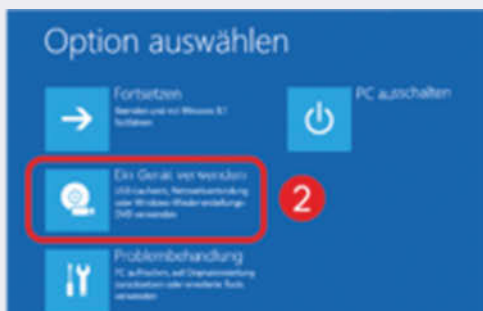 Option auswählen
Fortsetzen
Beenden und mit Windows 8.1
fortfahren
PC ausschalten
Ein Gerät verwenden
USB-Laufwerk, Netzwerkverbindung
oder Windows-Wiederherstellungs-
DVD verwenden
2
Problembehandlung
PC auffrischen, auf Originaleinstellung
zurücksetzen oder erweiterte Tools
verwenden